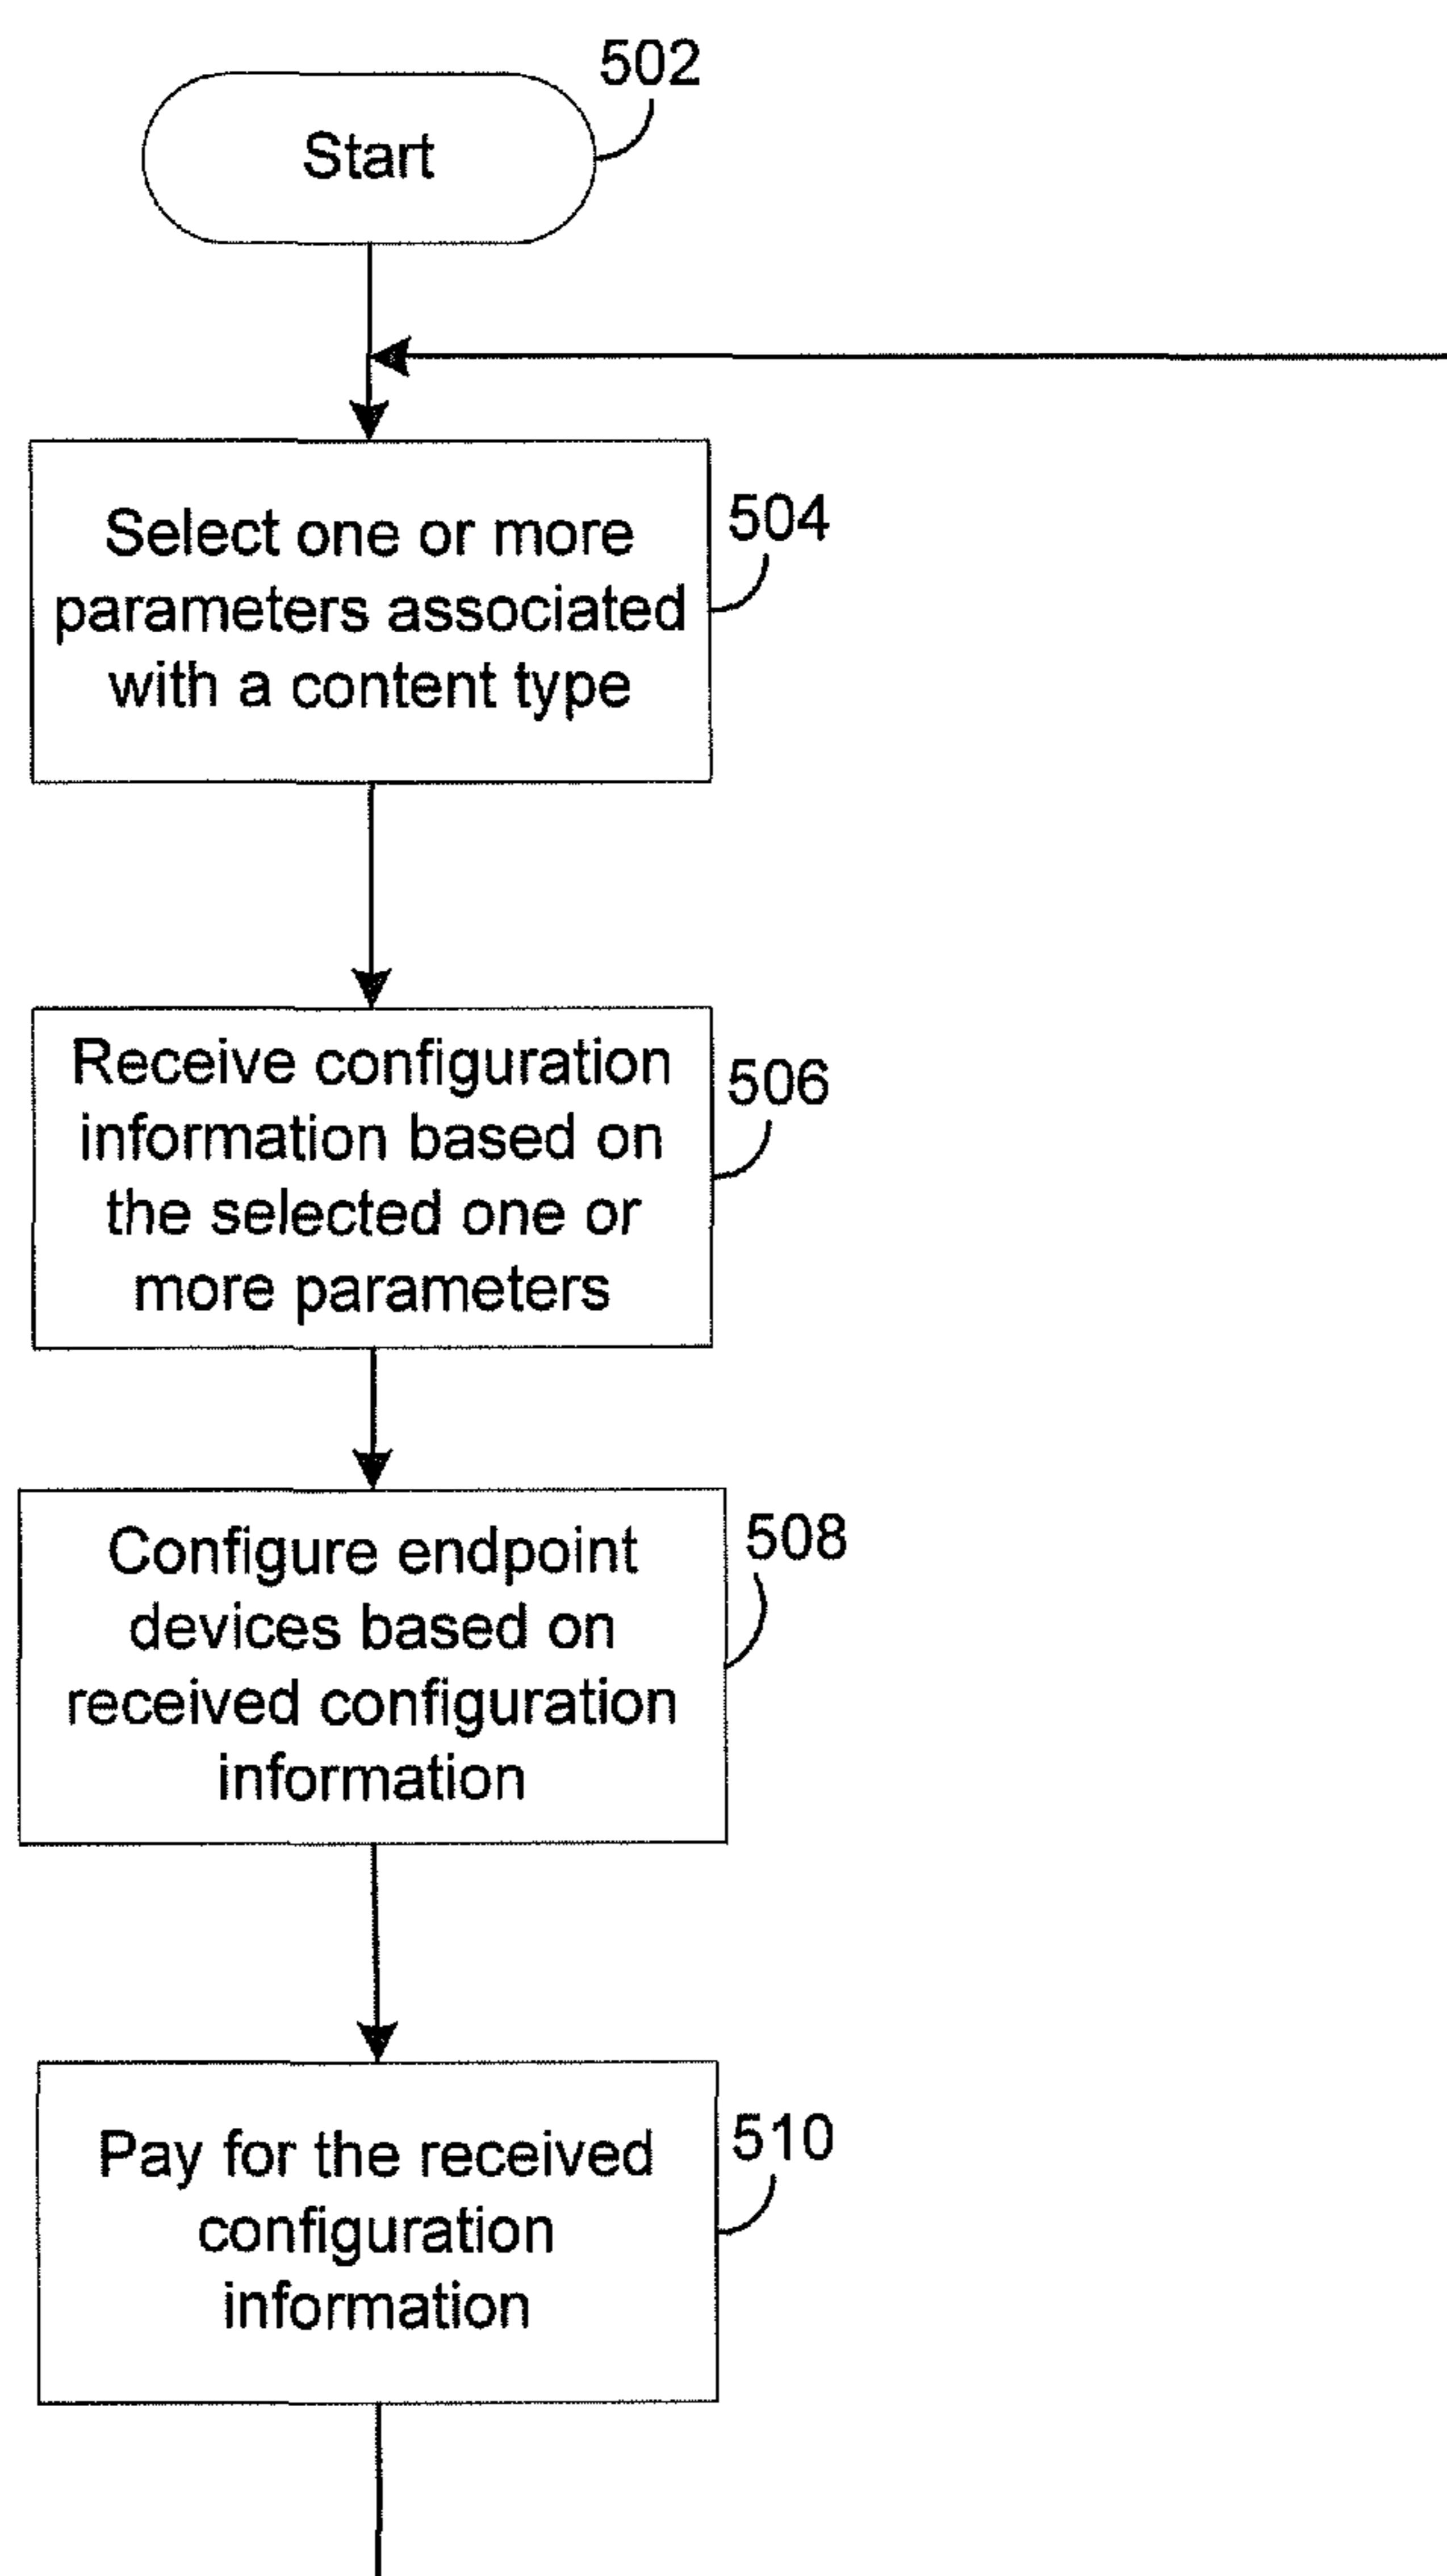 502
Start
504
Select one or more
parameters associated
with a content type
506
Receive configuration
information based on
the selected one or
more parameters
508
Configure endpoint
devices based on
received configuration
information
510
Pay for the received
configuration
information